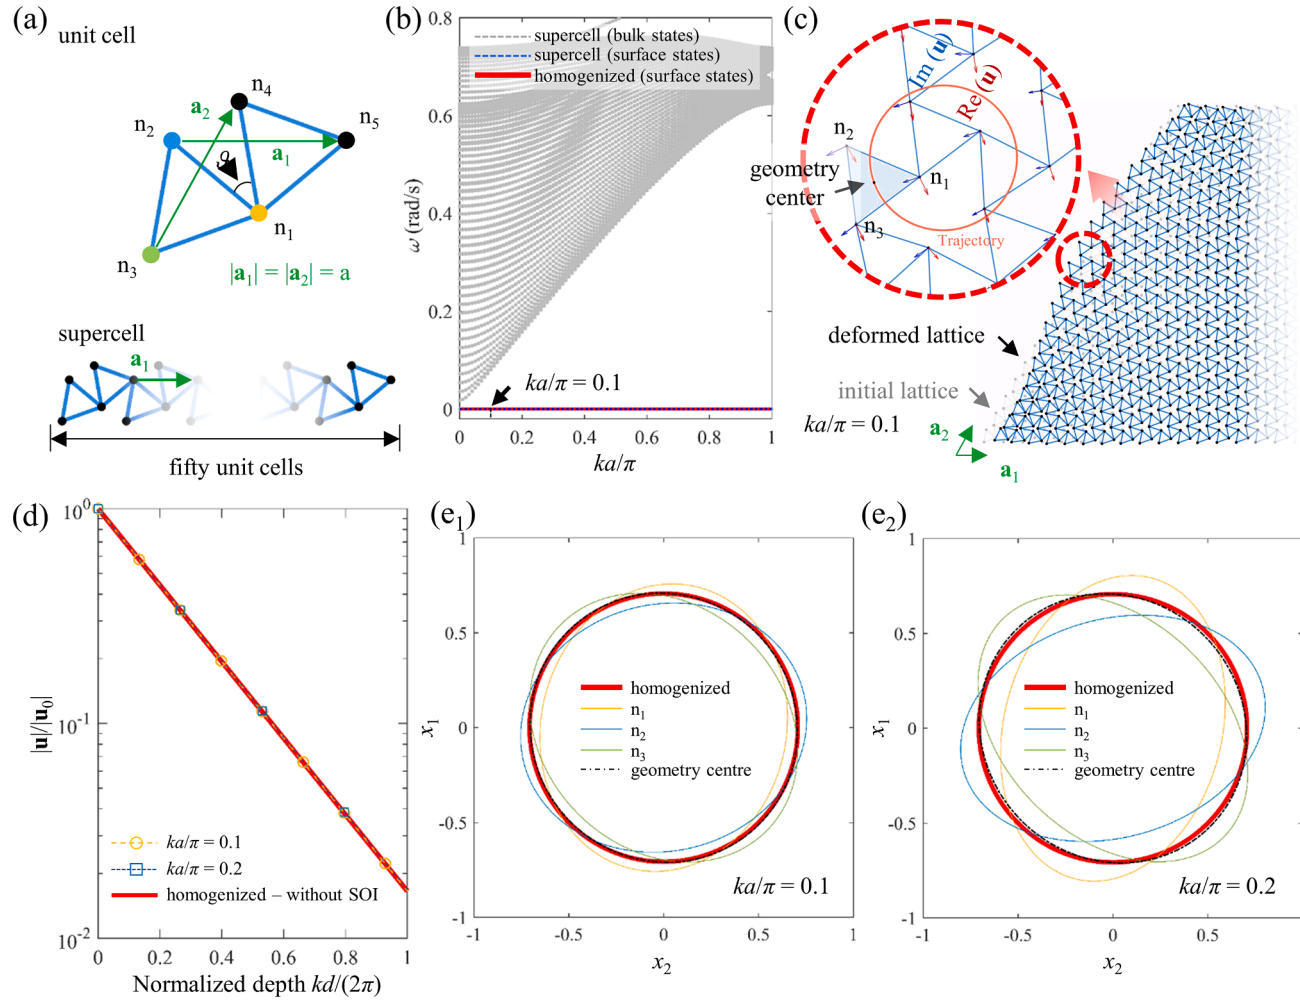 (a)
unit cell
n4
a2
n2
n5
a1
θ
n1
n3
|a1| = |a2| = a
supercell
a1
fifty unit cells
(b)
0.8
0.6
0.4
0.2
0
ω (rad/s)
supercell (bulk states)
supercell (surface states)
homogenized (surface states)
ka/π = 0.1
0
0.2
0.4
0.6
0.8
1
ka/π
(c)
Im (u)
Re (u)
n2
geometry
center
n1
n3
Trajectory
deformed lattice
initial lattice
ka/π = 0.1
a2
a1
(d)
10^0
10^-1
10^-2
|u|/|u0|
ka/π = 0.1
ka/π = 0.2
homogenized – without SOI
0
0.2
0.4
0.6
0.8
1
Normalized depth kd/(2π)
(e1)
1
0.5
0
-0.5
-1
x1
homogenized
n1
n2
n3
geometry centre
ka/π = 0.1
-1
-0.5
0
0.5
1
x2
(e2)
1
0.5
0
-0.5
-1
x1
homogenized
n1
n2
n3
geometry centre
ka/π = 0.2
-1
-0.5
0
0.5
1
x2